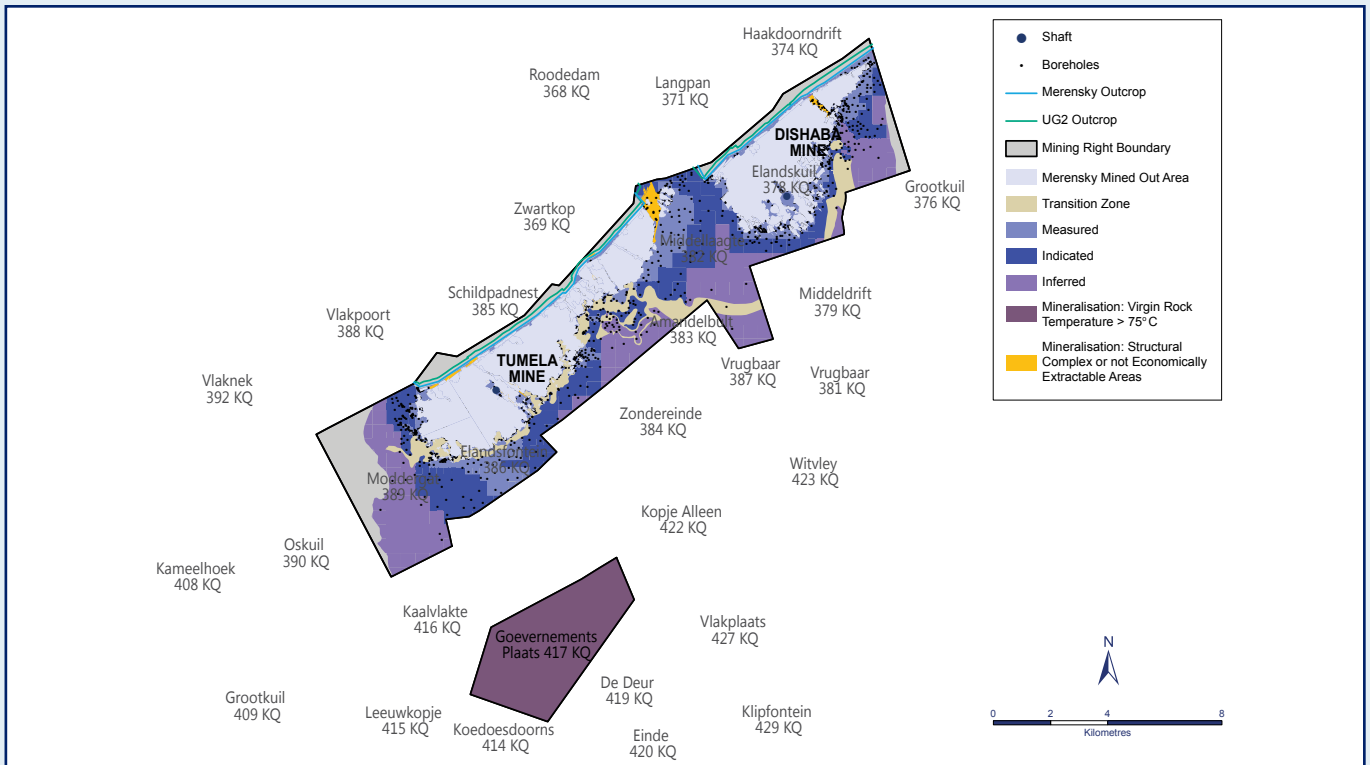 Haakdoorndrift
374 KQ
Roodedam
368 KQ
Langpan
371 KQ
DISHABA
MINE
Elandskuil
378 KQ
Grootkuil
376 KQ
Zwartkop
369 KQ
Schildpadnest
385 KQ
Middeldrift
379 KQ
Vlakpoort
388 KQ
Amandelbult
383 KQ
TUMELA
MINE
Vrugbaar
387 KQ
Vrugbaar
381 KQ
Vlaknek
392 KQ
Zondereinde
384 KQ
386 KQ
Witvley
423 KQ
389 KQ
Kopje Alleen
422 KQ
Oskuil
390 KQ
Kameelhoek
408 KQ
Kaalvlakte
416 KQ
Goevernements
Plaats 417 KQ
Vlakplaats
427 KQ
De Deur
419 KQ
Grootkuil
409 KQ
Leeuwkopje
415 KQ
Koedoesdoorns
414 KQ
Einde
420 KQ
Klipfontein
429 KQ
Shaft
Boreholes
Merensky Outcrop
UG2 Outcrop
Mining Right Boundary
Merensky Mined Out Area
Transition Zone
Measured
Indicated
Inferred
Mineralisation: Virgin Rock
Temperature > 75°C
Mineralisation: Structural
Complex or not Economically
Extractable Areas
N
0 2 4 8
Kilometres